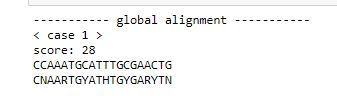 ----------- global alignment -----------
< case 1 >
score: 28
CCAAATGCATTTGCGAACTG
CNAARTGYATHTGYGARYTN